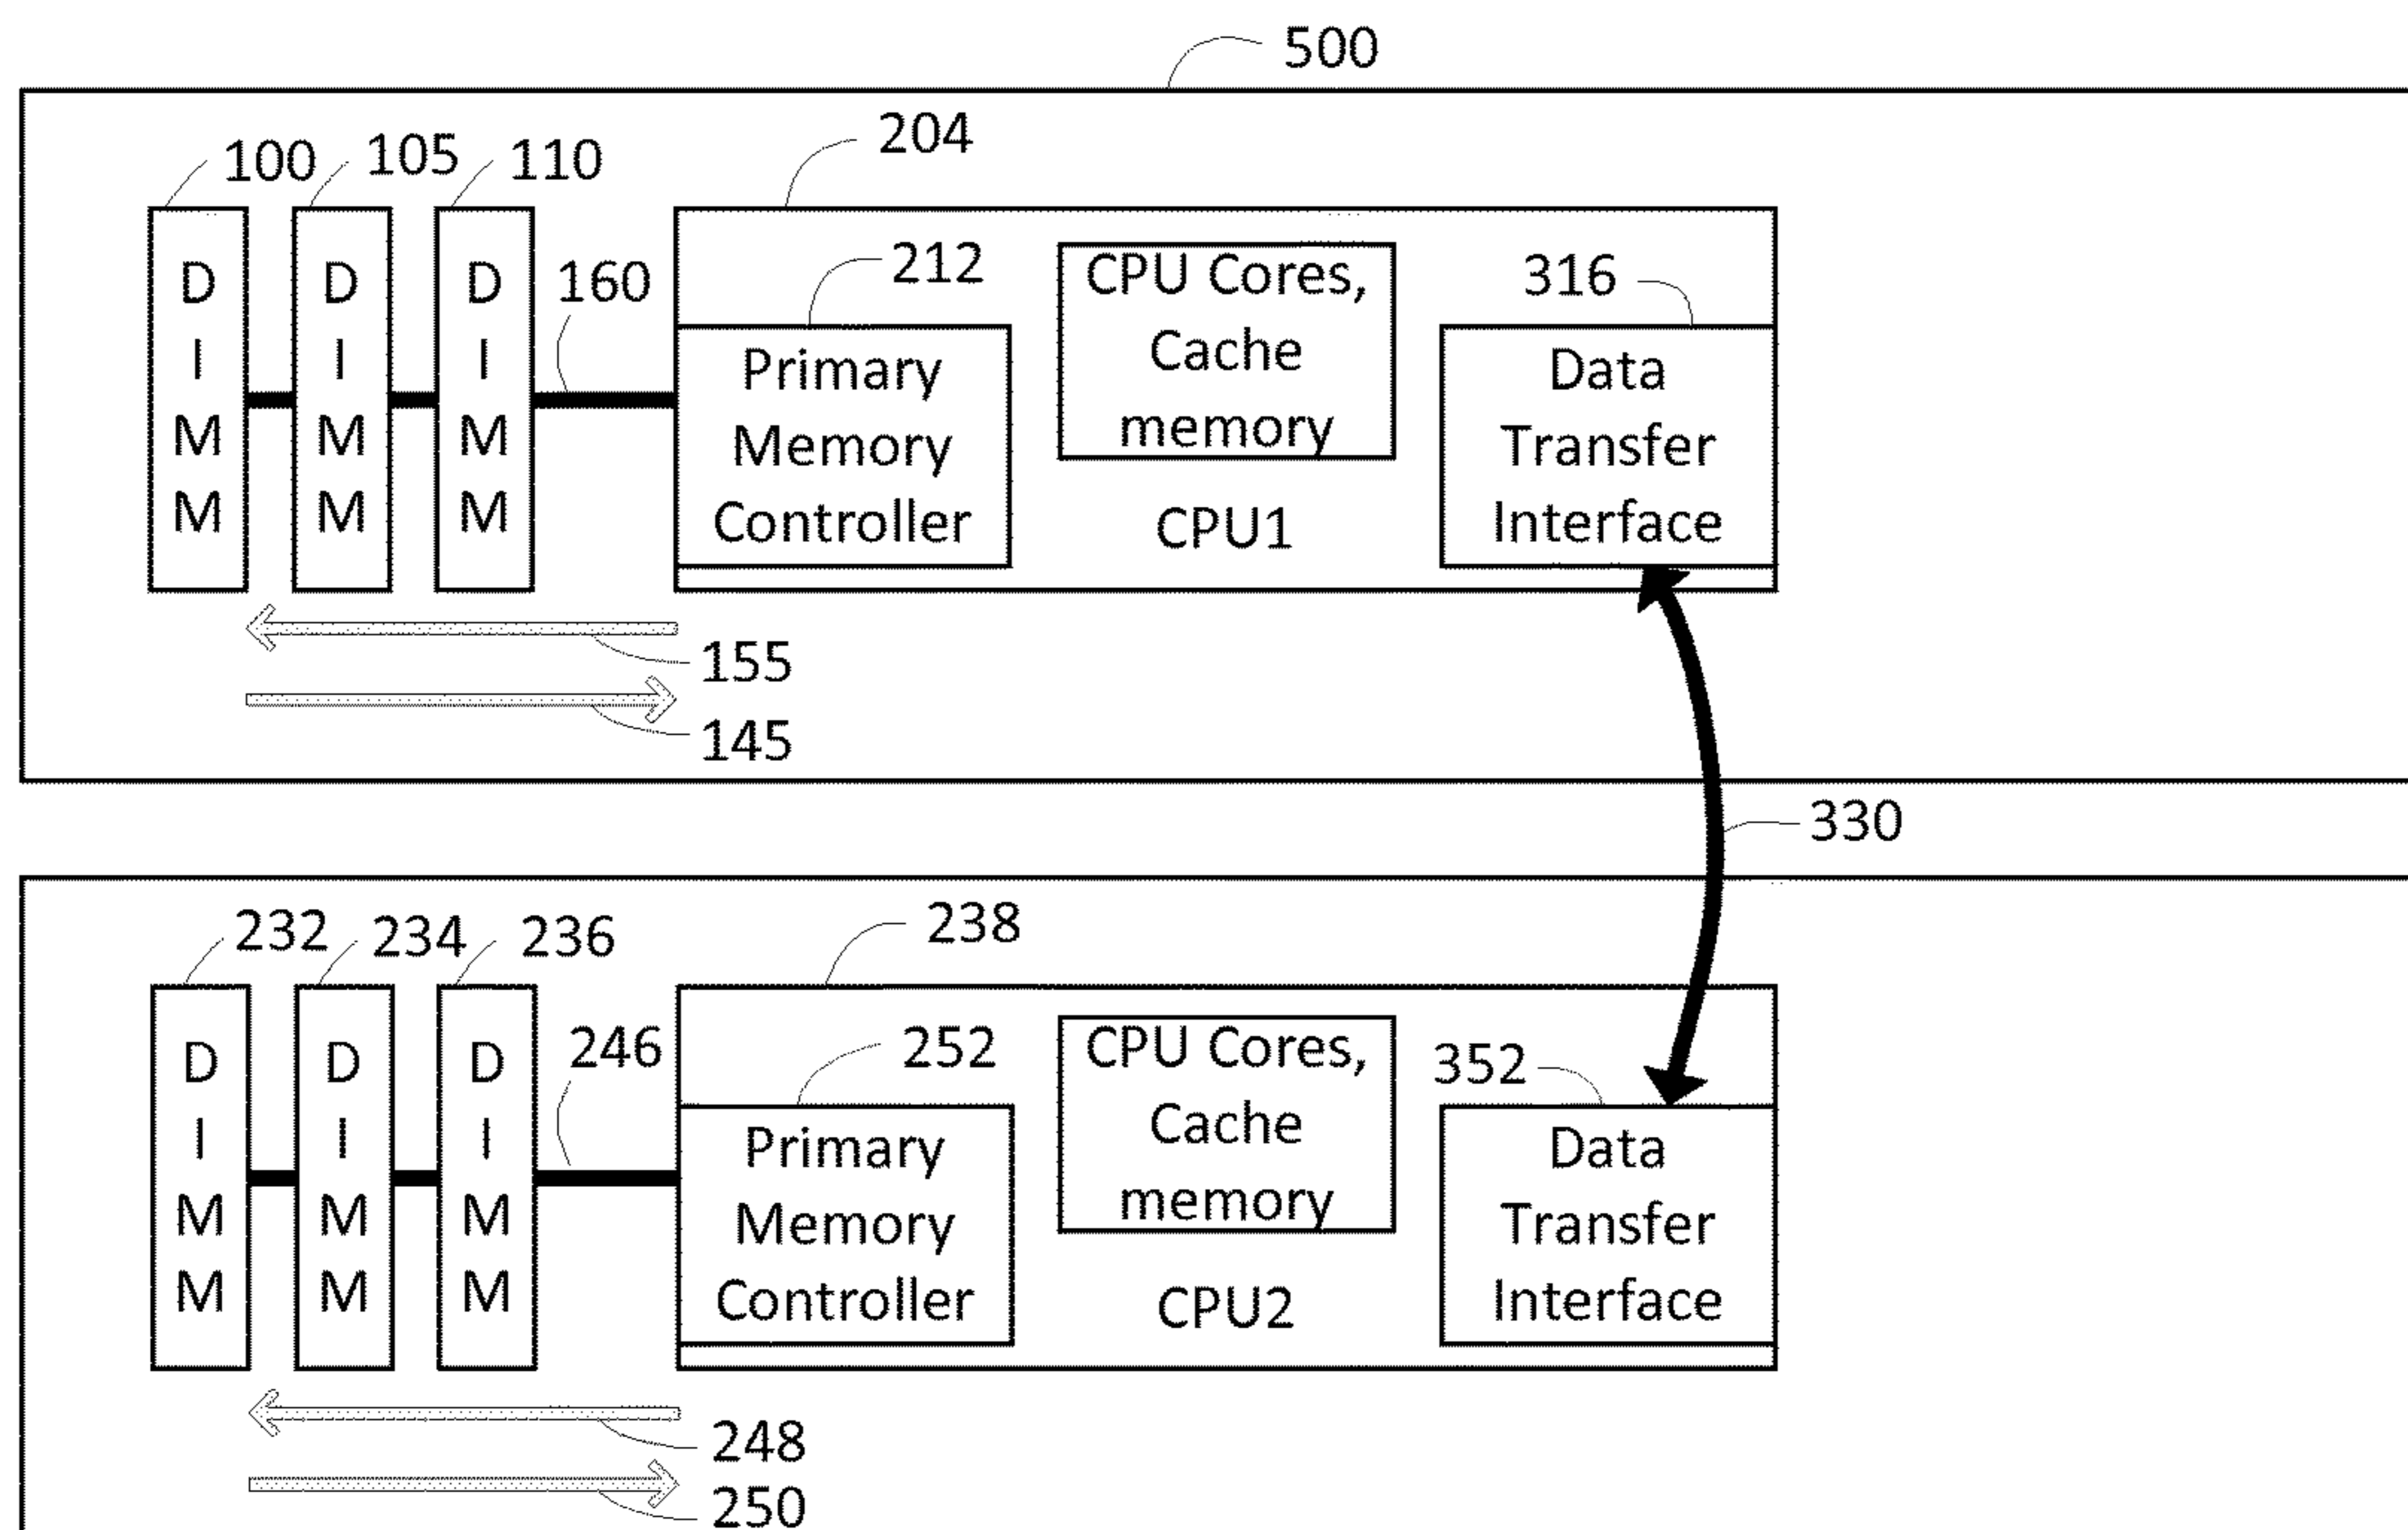 500
204
100 105 110
160
212
316
D
I
M
M
D
I
M
M
D
I
M
M
Primary
Memory
Controller
CPU Cores,
Cache
memory
CPU1
Data
Transfer
Interface
155
145
330
232 234 236
238
246
252
352
D
I
M
M
D
I
M
M
D
I
M
M
Primary
Memory
Controller
CPU Cores,
Cache
memory
CPU2
Data
Transfer
Interface
248
250